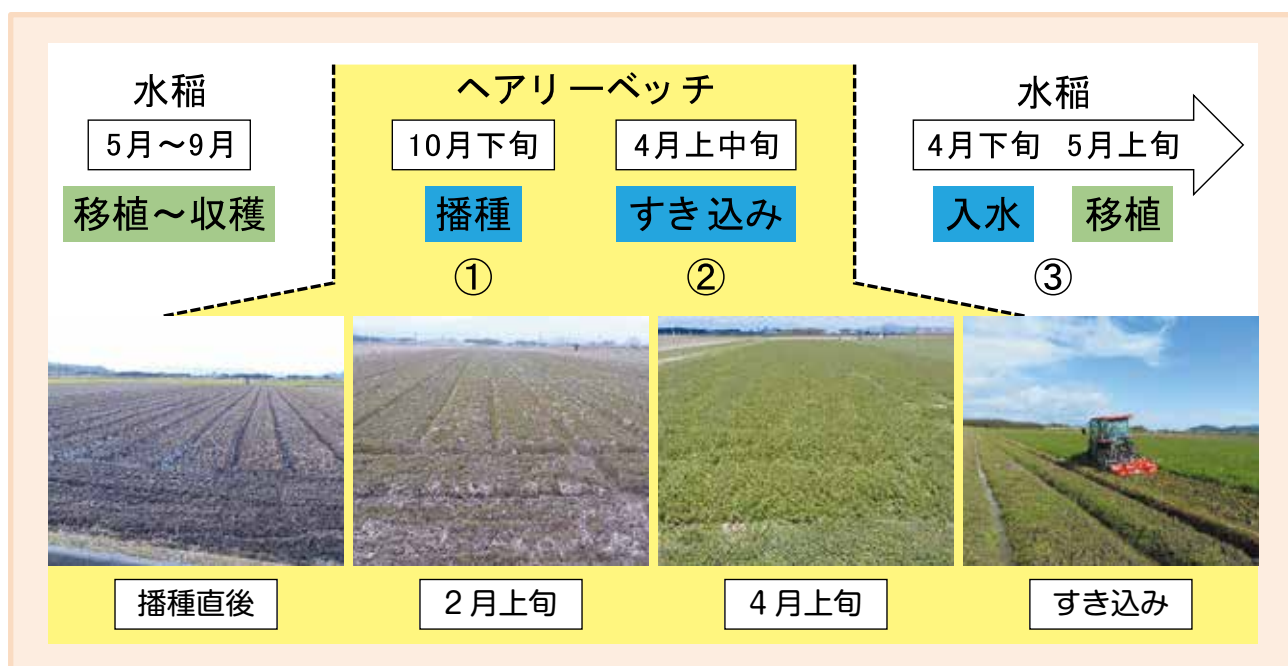 水稲
5月～9月
移植～収穫
ヘアリーベッチ
10月下旬 4月上中旬
播種 すき込み
① ②
水稲
4月下旬 5月上旬
入水 移植
③
播種直後
2月上旬
4月上旬
すき込み